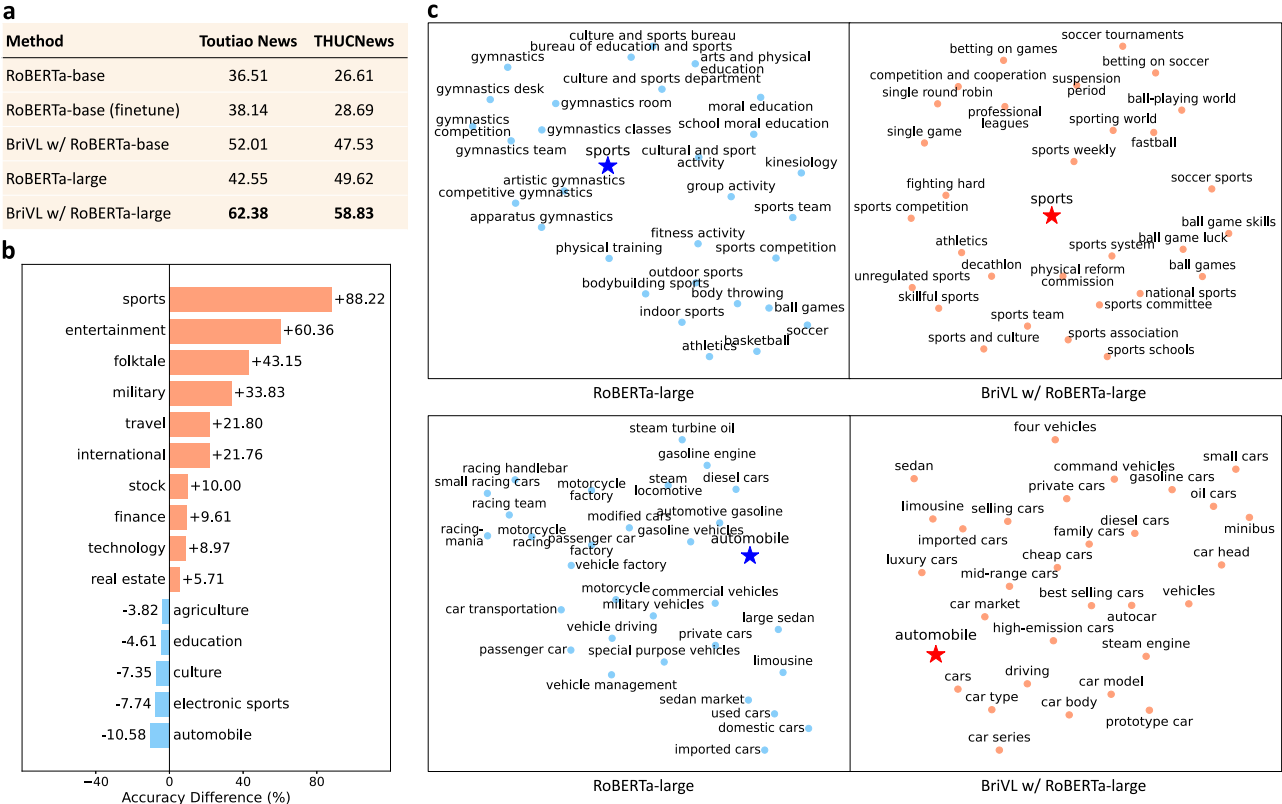 a
Method Toutiao News THUCNews
RoBERTa-base 36.51 26.61
RoBERTa-base (finetune) 38.14 28.69
BriVL w/ RoBERTa-base 52.01 47.53
RoBERTa-large 42.55 49.62
BriVL w/ RoBERTa-large 62.38 58.83
b
sports +88.22
entertainment +60.36
folktale +43.15
military +33.83
travel +21.80
international +21.76
stock +10.00
finance +9.61
technology +8.97
real estate +5.71
-3.82 agriculture
-4.61 education
-7.35 culture
-7.74 electronic sports
-10.58 automobile
−40 0 40 80
Accuracy Difference (%)
c
culture and sports bureau
bureau of education and sports
gymnastics
arts and physical
education
culture and sports department
gymnastics desk
gymnastics room
moral education
gymnastics
competition
gymnastics classes
school moral education
gymnastics team
sports
cultural and sport
activity
kinesiology
artistic gymnastics
competitive gymnastics
group activity
apparatus gymnastics
sports team
fitness activity
physical training
sports competition
outdoor sports
bodybuilding sports
body throwing
ball games
indoor sports
soccer
athletics
basketball
RoBERTa-large
soccer tournaments
betting on games
betting on soccer
competition and cooperation
suspension
period
single round robin
professional
leagues
ball-playing world
single game
sporting world
fastball
sports weekly
fighting hard
soccer sports
sports competition
sports
ball game skills
athletics
sports system
ball game luck
decathlon
physical reform
commission
ball games
unregulated sports
skillful sports
national sports
sports committee
sports team
sports and culture
sports association
sports schools
BriVL w/ RoBERTa-large
steam turbine oil
gasoline engine
racing handlebar
small racing cars
motorcycle
factory
steam
locomotive
diesel cars
racing team
modified cars
automotive gasoline
racing-
mania
motorcycle
racing
passenger car
factory
gasoline vehicles
automobile
vehicle factory
motorcycle
commercial vehicles
car transportation
military vehicles
large sedan
vehicle driving
private cars
passenger car
special purpose vehicles
limousine
vehicle management
sedan market
used cars
domestic cars
imported cars
RoBERTa-large
four vehicles
sedan
command vehicles
small cars
private cars
gasoline cars
limousine
selling cars
oil cars
imported cars
family cars
diesel cars
minibus
luxury cars
cheap cars
car head
mid-range cars
best selling cars
vehicles
car market
autocar
automobile
high-emission cars
steam engine
cars
driving
car model
car type
car body
prototype car
car series
BriVL w/ RoBERTa-large